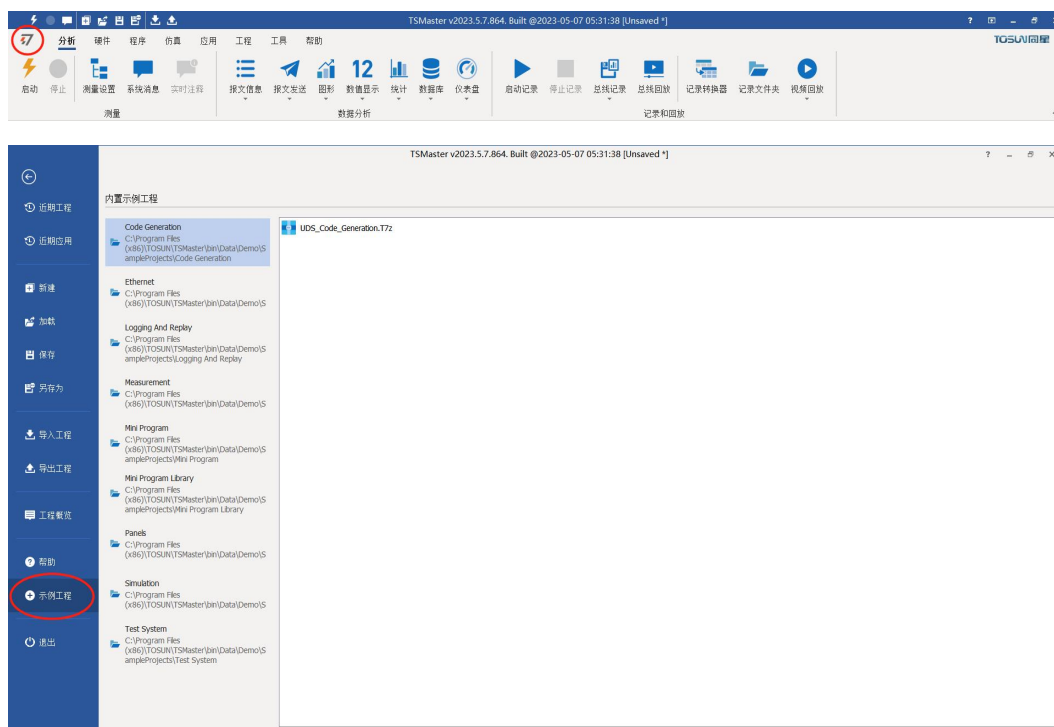 TSMaster v2023.5.7.864. Built @2023-05-07 05:31:38 [Unsaved *]
分析 硬件 程序 仿真 应用 工程 工具 帮助
TOSUN同星
启动 停止 测量设置 系统消息 实时注释 报文信息 报文发送 图形 数值显示 统计 数据库 仪表盘 启动记录 停止记录 总线记录 总线回放 记录转换器 记录文件夹 视频回放
12
测量 数据分析 记录和回放
TSMaster v2023.5.7.864. Built @2023-05-07 05:31:38 [Unsaved *]
近期工程
近期应用
新建
加载
保存
另存为
导入工程
导出工程
工程概览
帮助
示例工程
退出
内置示例工程
Code Generation
C:\Program Files
(x86)\TOSUN\TSMaster\bin\Data\Demo\S
ampleProjects\Code Generation
Ethernet
C:\Program Files
(x86)\TOSUN\TSMaster\bin\Data\Demo\S
Logging And Replay
C:\Program Files
(x86)\TOSUN\TSMaster\bin\Data\Demo\S
ampleProjects\Logging And Replay
Measurement
C:\Program Files
(x86)\TOSUN\TSMaster\bin\Data\Demo\S
Mini Program
C:\Program Files
(x86)\TOSUN\TSMaster\bin\Data\Demo\S
ampleProjects\Mini Program
Mini Program Library
C:\Program Files
(x86)\TOSUN\TSMaster\bin\Data\Demo\S
ampleProjects\Mini Program Library
Panels
C:\Program Files
(x86)\TOSUN\TSMaster\bin\Data\Demo\S
Simulation
C:\Program Files
(x86)\TOSUN\TSMaster\bin\Data\Demo\S
Test System
C:\Program Files
(x86)\TOSUN\TSMaster\bin\Data\Demo\S
ampleProjects\Test System
UDS_Code_Generation.T7z